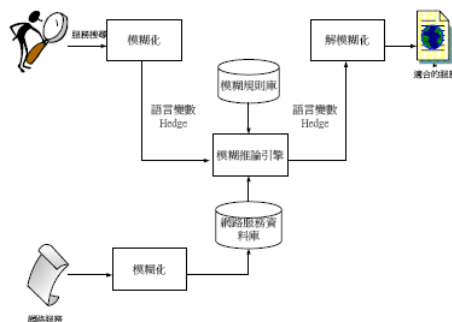 服務搜尋
模糊化
解模糊化
適合的服務
模糊規則庫
語言變數
Hedge
語言變數
Hedge
模糊推論引擎
網路服務資
料庫
模糊化
網路服務